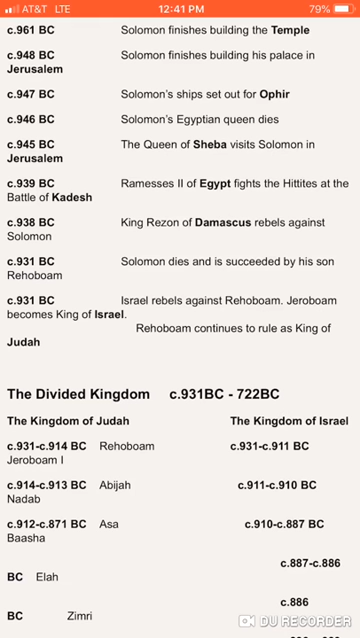 AT&T LTE 12:41 PM 79%
c.961 BC Solomon finishes building the Temple
c.948 BC Solomon finishes building his palace in
Jerusalem
c.947 BC Solomon's ships set out for Ophir
c.946 BC Solomon's Egyptian queen dies
c.945 BC The Queen of Sheba visits Solomon in
Jerusalem
c.939 BC Ramesses II of Egypt fights the Hittites at the
Battle of Kadesh
c.938 BC King Rezon of Damascus rebels against
Solomon
c.931 BC Solomon dies and is succeeded by his son
Rehoboam
c.931 BC Israel rebels against Rehoboam. Jeroboam
becomes King of Israel.
Rehoboam continues to rule as King of
Judah
The Divided Kingdom c.931BC - 722BC
The Kingdom of Judah The Kingdom of Israel
c.931-c.914 BC Rehoboam c.931-c.911 BC
Jeroboam I
c.914-c.913 BC Abijah c.911-c.910 BC
Nadab
c.912-c.871 BC Asa c.910-c.887 BC
Baasha
c.887-c.886
BC Elah
c.886
BC Zimri
DU RECORDER